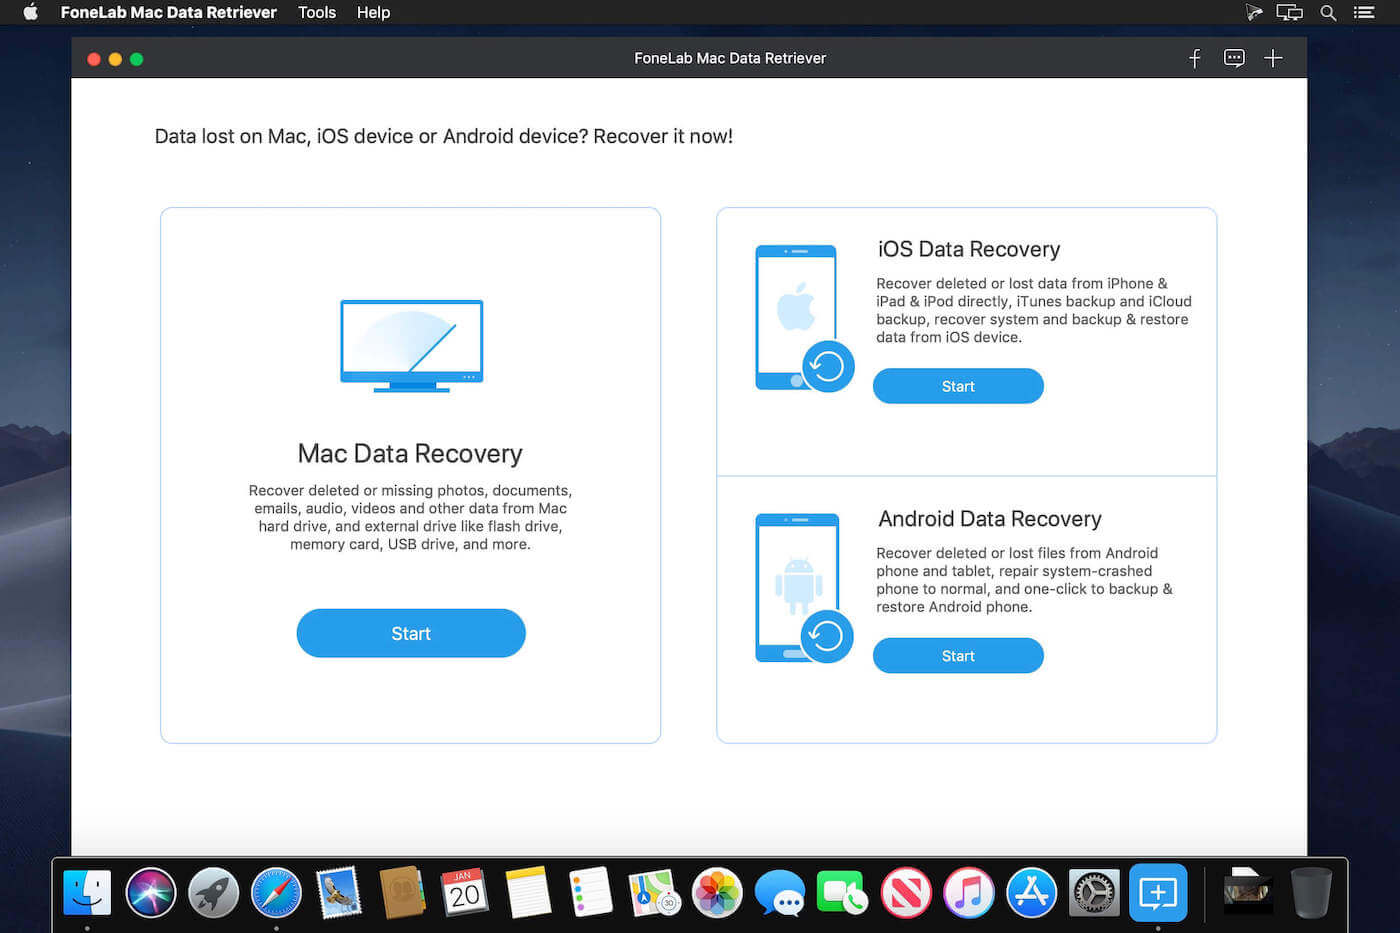 FoneLab Mac Data Retriever Tools Help
FoneLab Mac Data Retriever
Data lost on Mac, iOS device or Android device? Recover it now!
Mac Data Recovery
Recover deleted or missing photos, documents,
emails, audio, videos and other data from Mac
hard drive, and external drive like flash drive,
memory card, USB drive, and more.
Start
iOS Data Recovery
Recover deleted or lost data from iPhone &
iPad & iPod directly, iTunes backup and iCloud
backup, recover system and backup & restore
data from iOS device.
Start
Android Data Recovery
Recover deleted or lost files from Android
phone and tablet, repair system-crashed
phone to normal, and one-click to backup &
restore Android phone.
Start
JAN
20
30